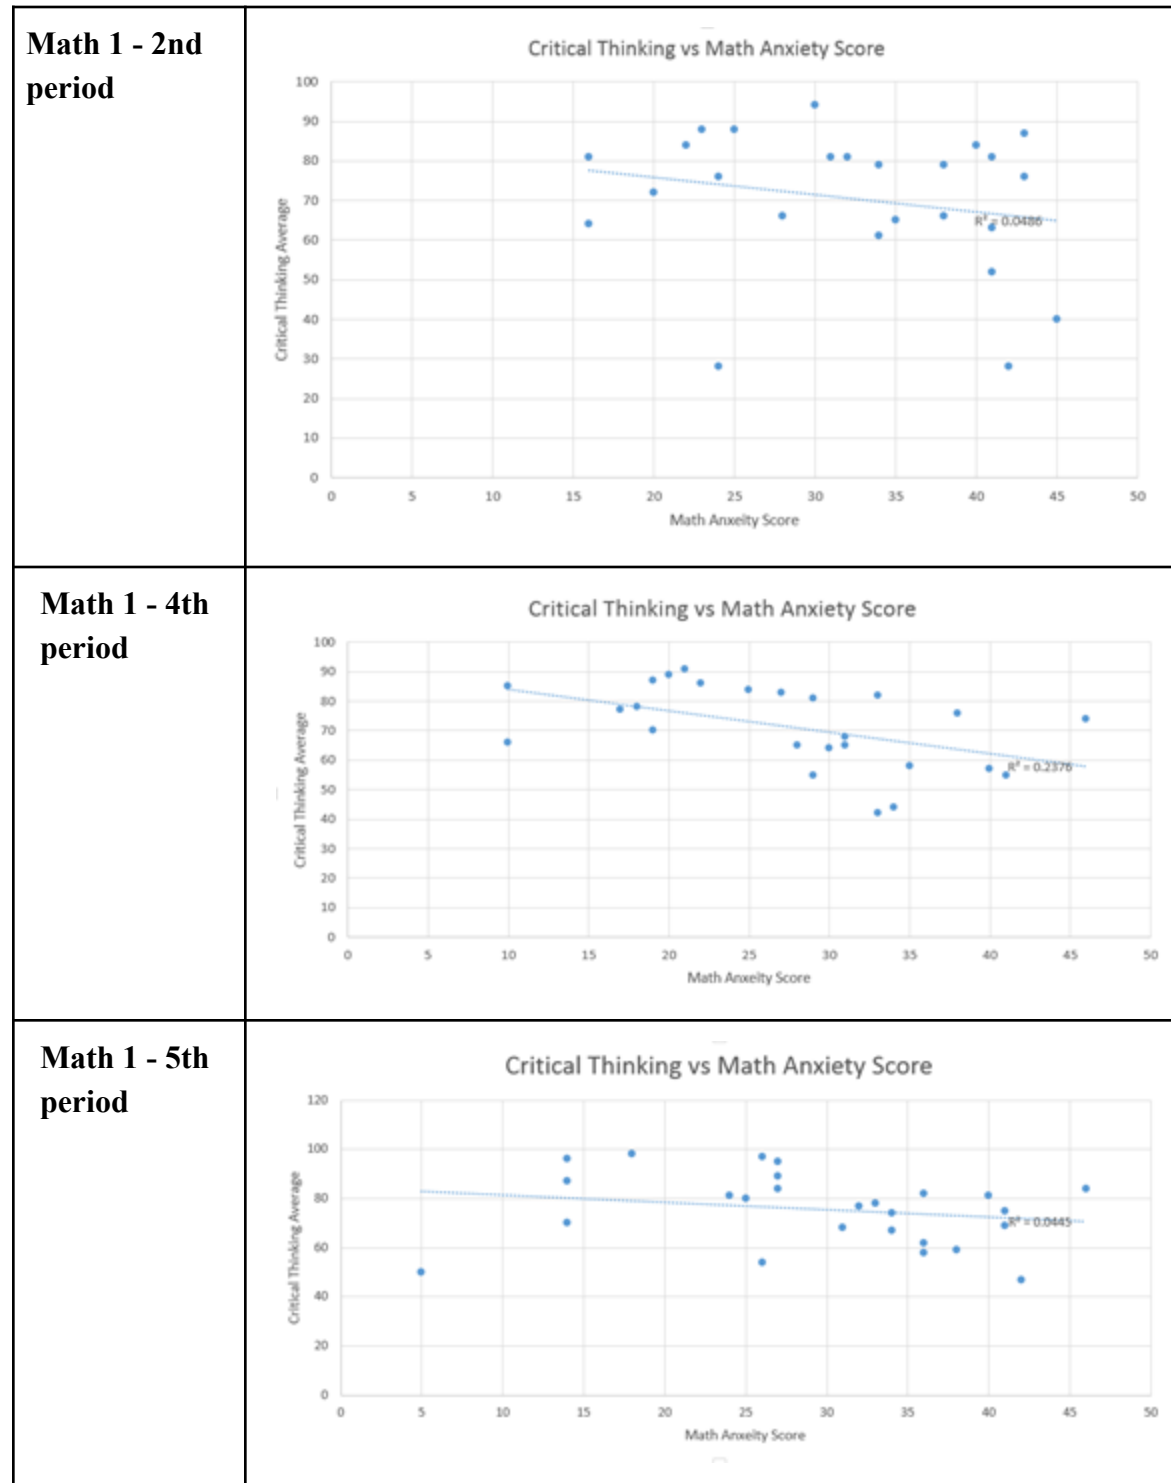 Math 1 - 2nd
period
Critical Thinking vs Math Anxiety Score
100
90
80
70
60
50
40
30
20
10
0
Critical Thinking Average
R² = 0.0486
0 5 10 15 20 25 30 35 40 45 50
Math Anxeity Score
Math 1 - 4th
period
Critical Thinking vs Math Anxiety Score
100
90
80
70
60
50
40
30
20
10
0
Critical Thinking Average
R² = 0.2376
0 5 10 15 20 25 30 35 40 45 50
Math Anxeity Score
Math 1 - 5th
period
Critical Thinking vs Math Anxiety Score
120
100
80
60
40
20
0
Critical Thinking Average
R² = 0.0445
0 5 10 15 20 25 30 35 40 45 50
Math Anxeity Score